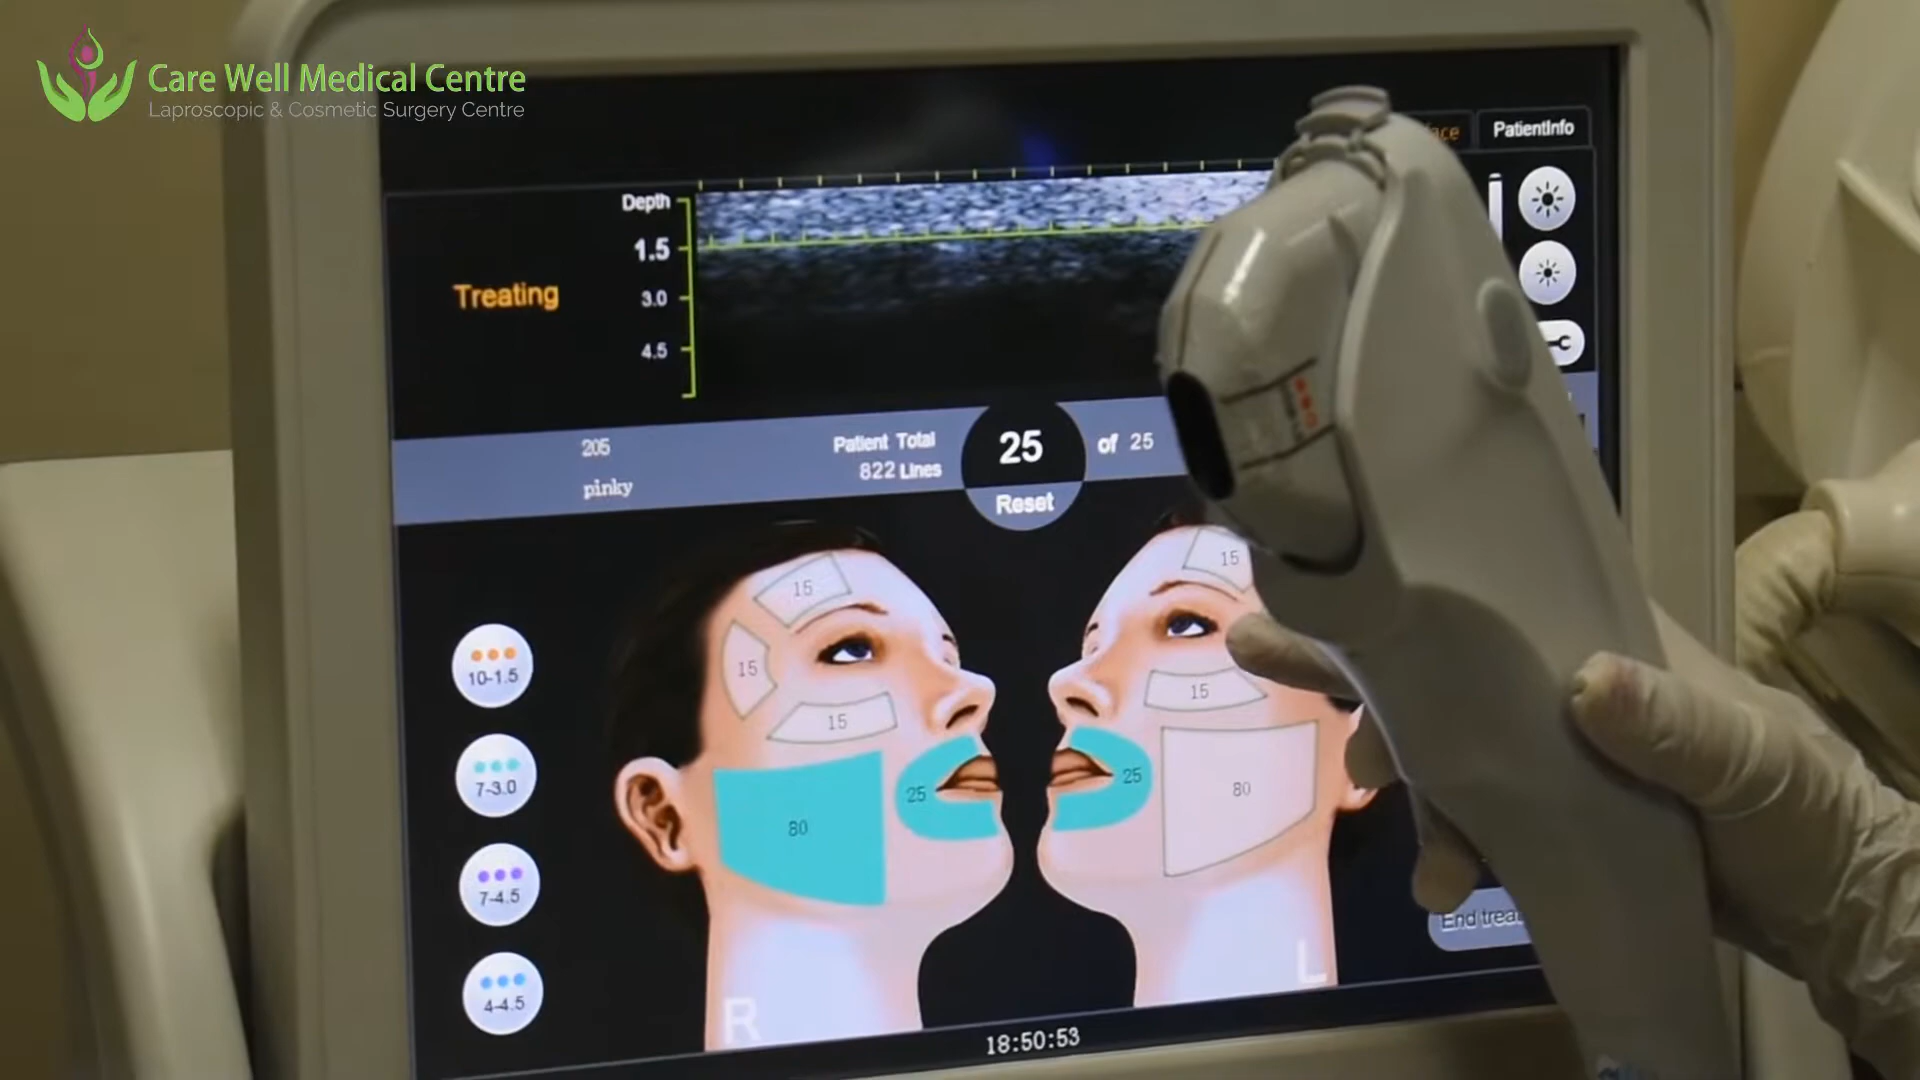 Care Well Medical Centre
Laproscopic & Cosmetic Surgery Centre
PatientInfo
Depth
1.5
3.0
4.5
Treating
205
pinky
Patient Total
822 Lines
25
of 25
Reset
15
15
15
80
25
15
15
25
80
10-1.5
7-3.0
7-4.5
4-4.5
R
L
End
18:50:53